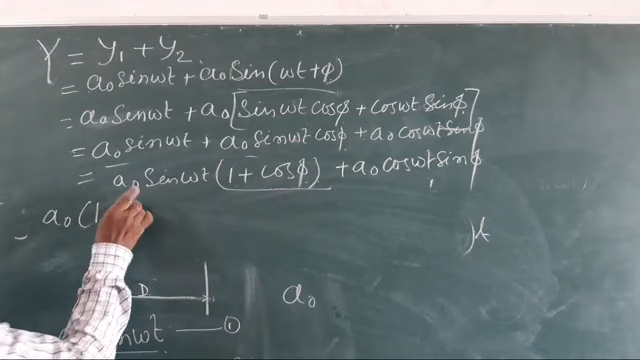 Y = y₁ + y₂
= a₀ sinωt + a₀ sin(ωt + φ)
= a₀ sinωt + a₀ [sinωt cosφ + cosωt sinφ]
= a₀ sinωt + a₀ sinωt cosφ + a₀ cosωt sinφ
= a₀ sinωt (1 + cosφ) + a₀ cosωt sinφ
a₀ (1
D
a₀
ωt ①